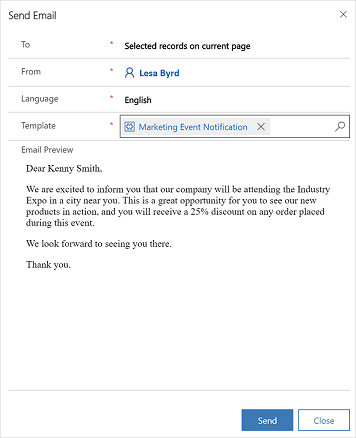 Send Email
To * Selected records on current page
From * Lesa Byrd
Language * English
Template * Marketing Event Notification
Email Preview
Dear Kenny Smith,
We are excited to inform you that our company will be attending the Industry
Expo in a city near you. This is a great opportunity for you to see our new
products in action, and you will receive a 25% discount on any order placed
during this event.
We look forward to seeing you there.
Thank you.
Send Close